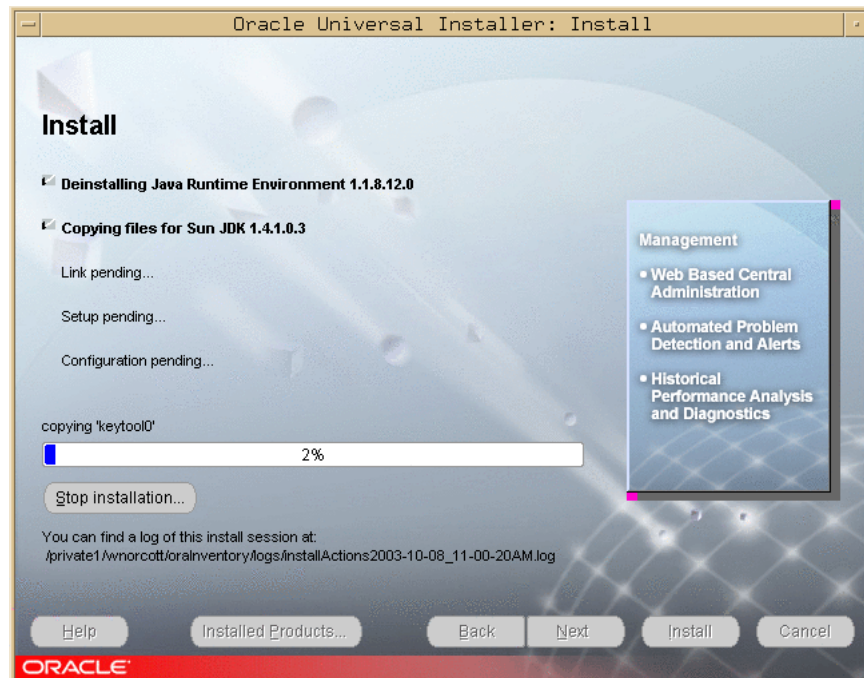 Oracle Universal Installer: Install
Install
Deinstalling Java Runtime Environment 1.1.8.12.0
Copying files for Sun JDK 1.4.1.0.3
Link pending...
Setup pending...
Configuration pending...
copying 'keytool0'
2%
Stop installation...
You can find a log of this install session at:
/private1/wnorcott/oraInventory/logs/installActions2003-10-08_11-00-20AM.log
Management
• Web Based Central
Administration
• Automated Problem
Detection and Alerts
• Historical
Performance Analysis
and Diagnostics
Help
Installed Products...
Back
Next
Install
Cancel
ORACLE